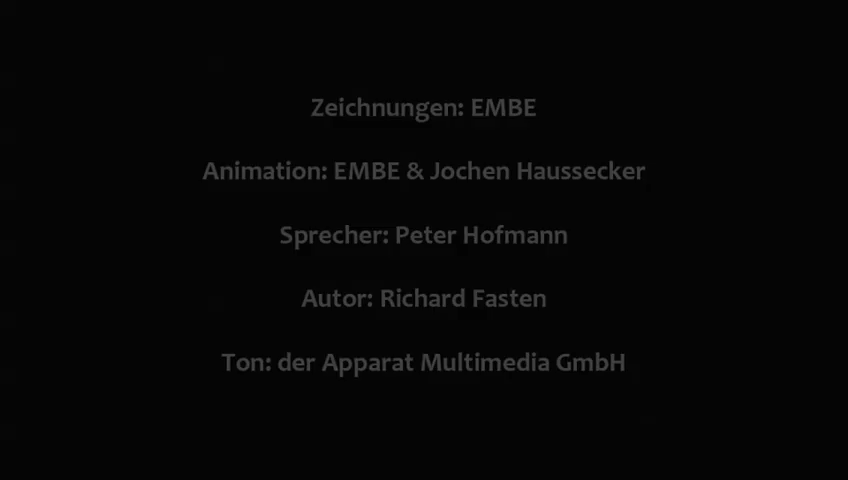 Zeichnungen: EMBE
Animation: EMBE & Jochen Haussecker
Sprecher: Peter Hofmann
Autor: Richard Fasten
Ton: der Apparat Multimedia GmbH